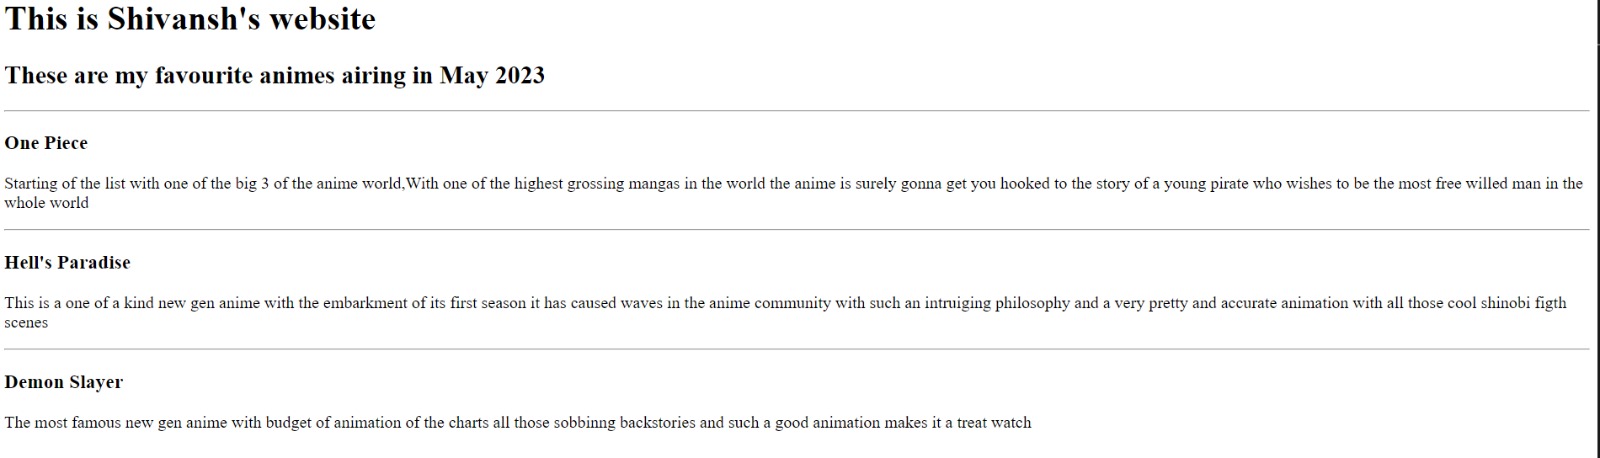 This is Shivansh's website
These are my favourite animes airing in May 2023
One Piece
Starting of the list with one of the big 3 of the anime world,With one of the highest grossing mangas in the world the anime is surely gonna get you hooked to the story of a young pirate who wishes to be the most free willed man in the
whole world
Hell's Paradise
This is a one of a kind new gen anime with the embarkment of its first season it has caused waves in the anime community with such an intruiging philosophy and a very pretty and accurate animation with all those cool shinobi figth
scenes
Demon Slayer
The most famous new gen anime with budget of animation of the charts all those sobbinng backstories and such a good animation makes it a treat watch